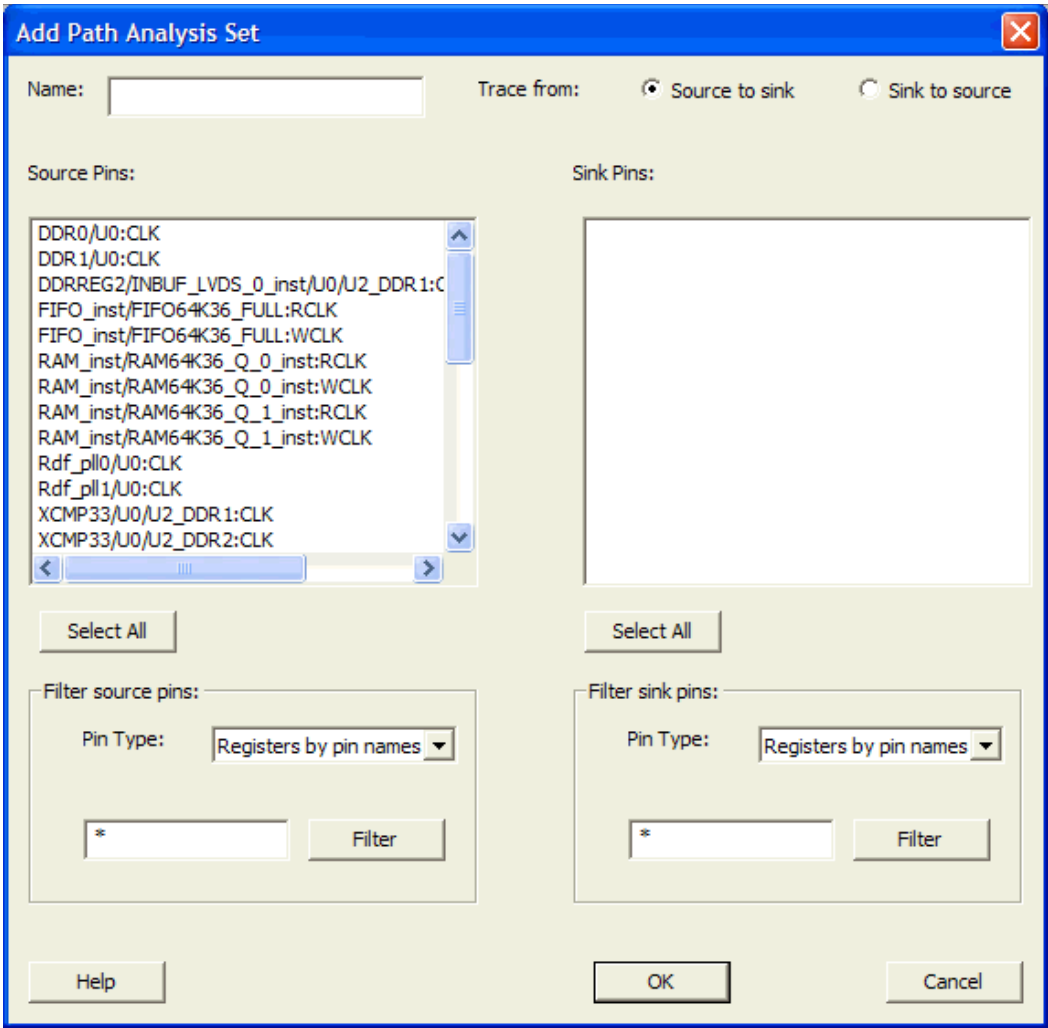 Add Path Analysis Set
Name:
Trace from:
Source to sink
Sink to source
Source Pins:
Sink Pins:
DDR0/U0:CLK
DDR1/U0:CLK
DDRREG2/INBUF_LVDS_0_inst/U0/U2_DDR1:C
FIFO_inst/FIFO64K36_FULL:RCLK
FIFO_inst/FIFO64K36_FULL:WCLK
RAM_inst/RAM64K36_Q_0_inst:RCLK
RAM_inst/RAM64K36_Q_0_inst:WCLK
RAM_inst/RAM64K36_Q_1_inst:RCLK
RAM_inst/RAM64K36_Q_1_inst:WCLK
Rdf_pll0/U0:CLK
Rdf_pll1/U0:CLK
XCMP33/U0/U2_DDR1:CLK
XCMP33/U0/U2_DDR2:CLK
Select All
Select All
Filter source pins:
Pin Type:
Registers by pin names
*
Filter
Filter sink pins:
Pin Type:
Registers by pin names
*
Filter
Help
OK
Cancel